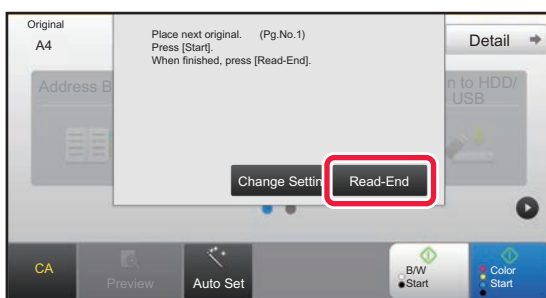 Original
A4
Place next original. (Pg.No.1)
Press [Start].
When finished, press [Read-End].
Detail
Address B
n to HDD/
USB
Change Settin
Read-End
CA
Preview
Auto Set
B/W
Start
Color
Start